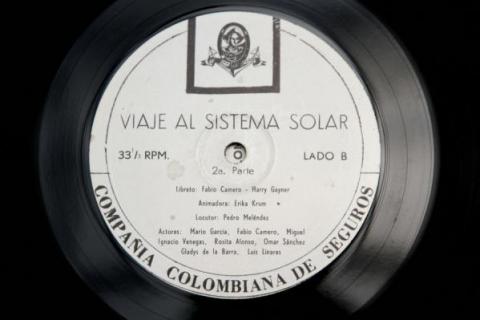 VIAJE AL SISTEMA SOLAR
33⅓ RPM.
LADO B
2a. Parte
Libreto: Fabio Camero - Harry Gayner
Animadora: Erika Krum
Locutor: Pedro Meléndez
Actores: Mario García, Fabio Camero, Miguel
Ignacio Venegas, Rosita Alonso, Omar Sánchez
Gladys de la Barra, Luis Linares
COMPAÑIA COLOMBIANA DE SEGUROS